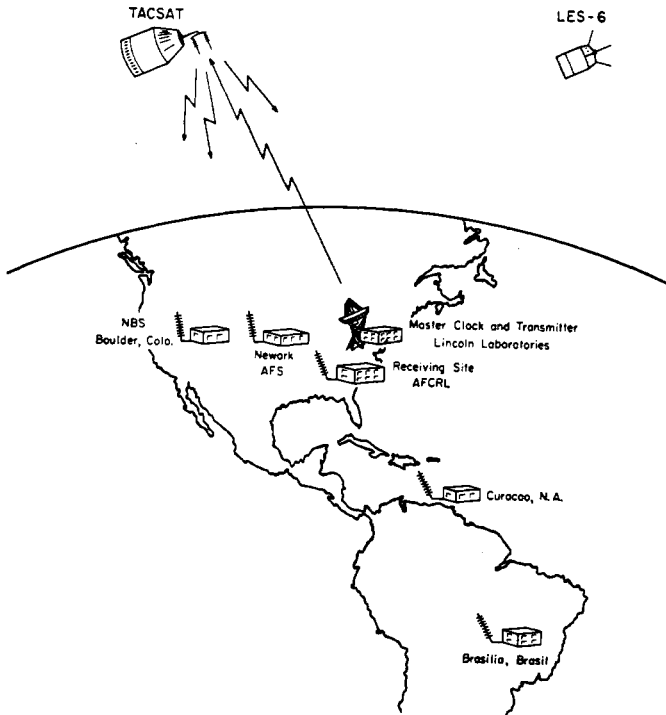 TACSAT
LES-6
NBS
Boulder, Colo.
Newark
AFS
Master Clock and Transmitter
Lincoln Laboratories
Receiving Site
AFCRL
Curacao, N.A.
Brasilia, Brasil